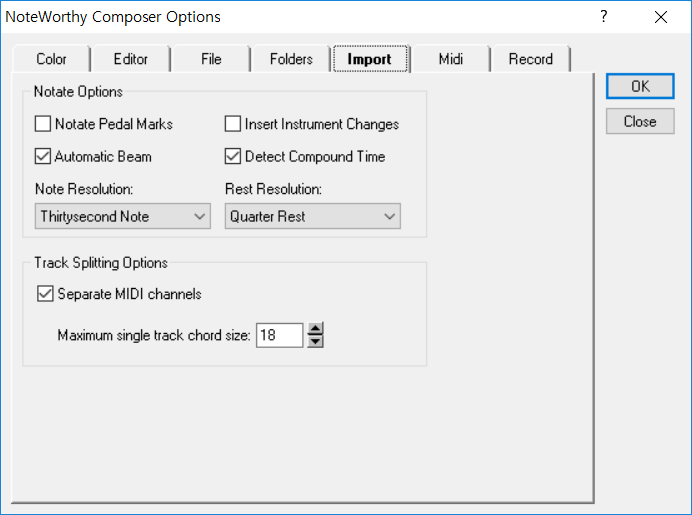 NoteWorthy Composer Options
Color Editor File Folders Import Midi Record
OK
Close
Notate Options
Notate Pedal Marks Insert Instrument Changes
Automatic Beam Detect Compound Time
Note Resolution: Rest Resolution:
Thirtysecond Note Quarter Rest
Track Splitting Options
Separate MIDI channels
Maximum single track chord size: 18